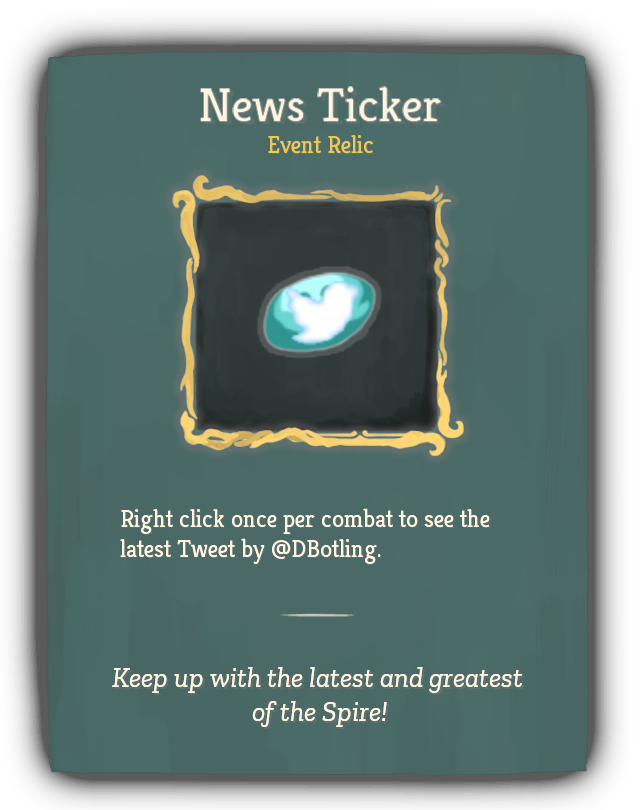 News Ticker
Event Relic
Right click once per combat to see the
latest Tweet by @DBotling.
Keep up with the latest and greatest
of the Spire!